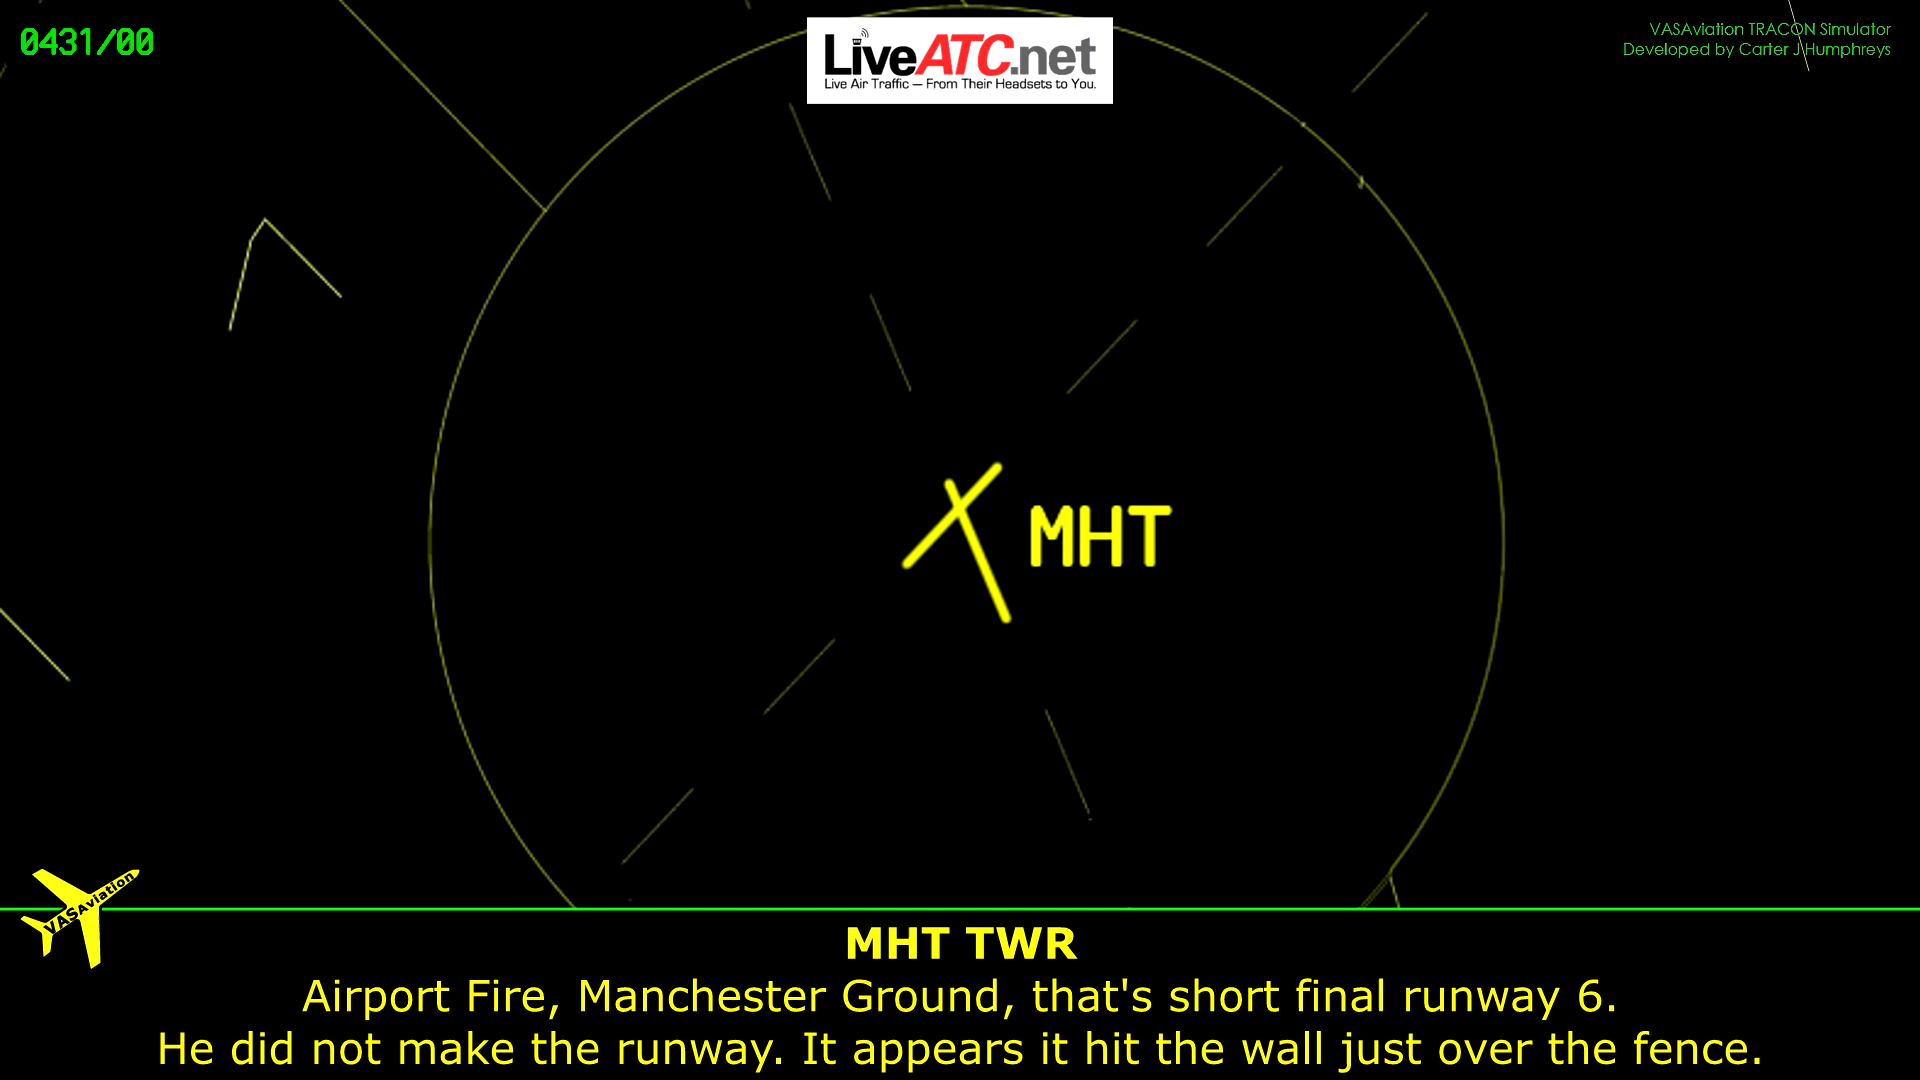 0431/00
LiveATC.net
Live Air Traffic — From Their Headsets to You.
VASAviation TRACON Simulator
Developed by Carter J Humphreys
MHT
VASAviation
MHT TWR
Airport Fire, Manchester Ground, that's short final runway 6.
He did not make the runway. It appears it hit the wall just over the fence.